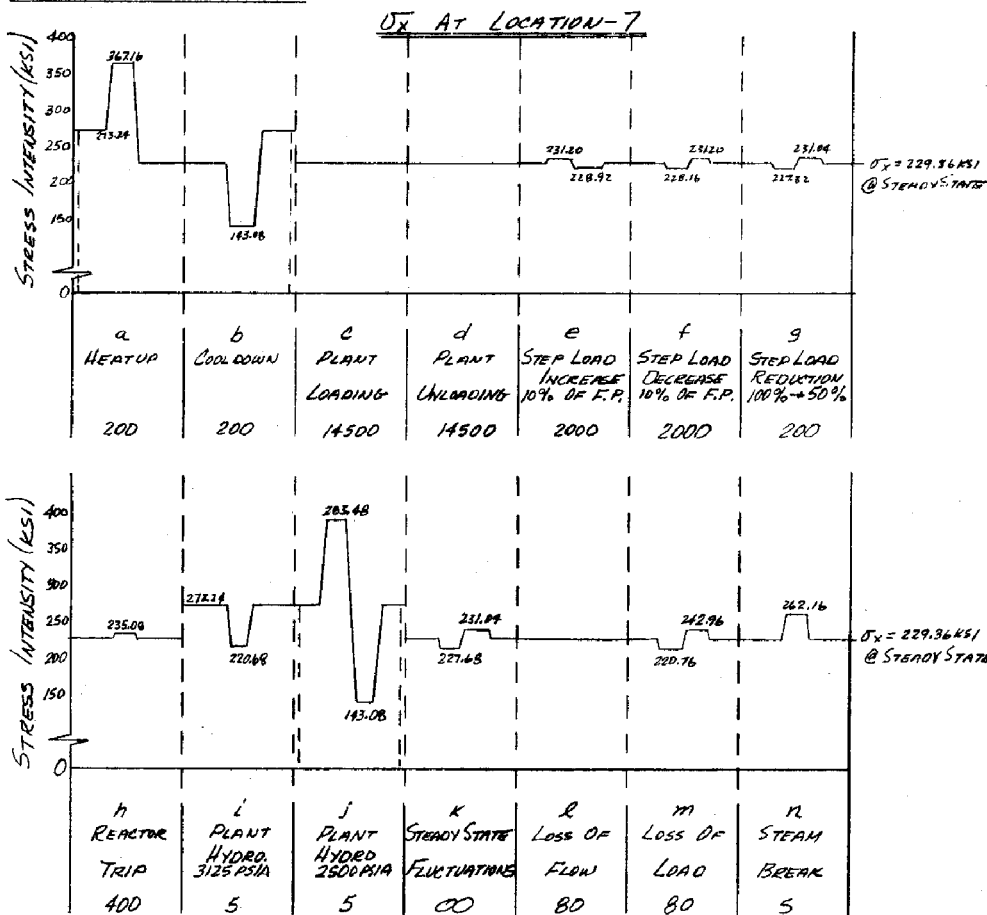 σx AT LOCATION-7
STRESS INTENSITY (KSI)
400
350
300
250
200
150
0
367.16
273.24
143.08
231.20
228.92
231.20
228.16
231.04
227.32
σx = 229.36 KSI
@ STEADY STATE
a
HEATUP
200
b
COOLDOWN
200
c
PLANT
LOADING
14500
d
PLANT
UNLOADING
14500
e
STEP LOAD
INCREASE
10% OF F.P.
2000
f
STEP LOAD
DECREASE
10% OF F.P.
2000
g
STEP LOAD
REDUCTION
100%→50%
200
STRESS INTENSITY (KSI)
400
350
300
250
200
150
0
235.08
273.24
220.68
383.48
143.08
231.04
227.68
242.96
220.76
262.16
σx = 229.36 KSI
@ STEADY STATE
h
REACTOR
TRIP
400
i
PLANT
HYDRO.
3125 PSIA
5
j
PLANT
HYDRO
2500 PSIA
5
k
STEADY STATE
FLUCTUATIONS
∞
l
LOSS OF
FLOW
80
m
LOSS OF
LOAD
80
n
STEAM
BREAK
5